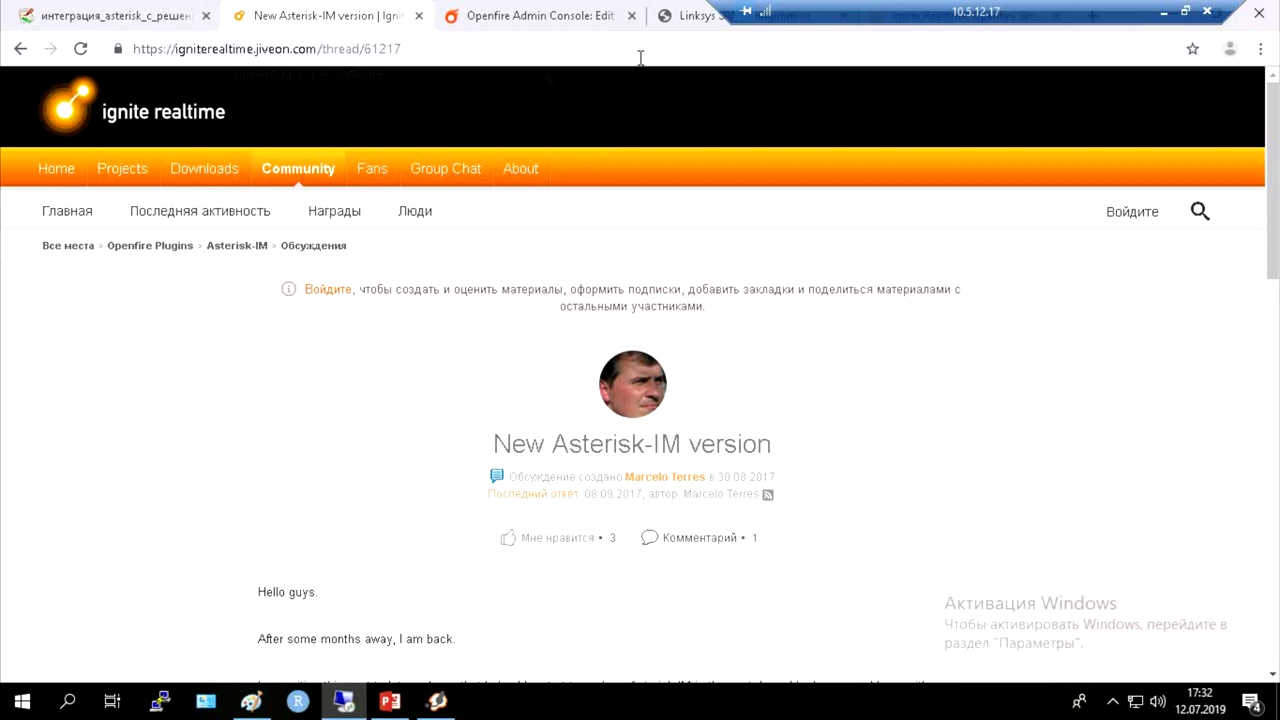 интеграция_asterisk_с_решен
New Asterisk-IM version | Igni
Openfire Admin Console: Edit
Linksys
10.5.12.17
https://igniterealtime.jiveon.com/thread/61217
ignite realtime
Home Projects Downloads Community Fans Group Chat About
Главная Последняя активность Награды Люди Войдите
Все места » Openfire Plugins » Asterisk-IM » Обсуждения
Войдите, чтобы создать и оценить материалы, оформить подписки, добавить закладки и поделиться материалами с
остальными участниками.
New Asterisk-IM version
Обсуждение создано Marcelo Terres в 30.08.2017
Последний ответ: 08.09.2017, автор: Marcelo Terres
Мне нравится • 3 Комментарий • 1
Hello guys.
After some months away, I am back.
Активация Windows
Чтобы активировать Windows, перейдите в
раздел "Параметры".
17:32
12.07.2019
4